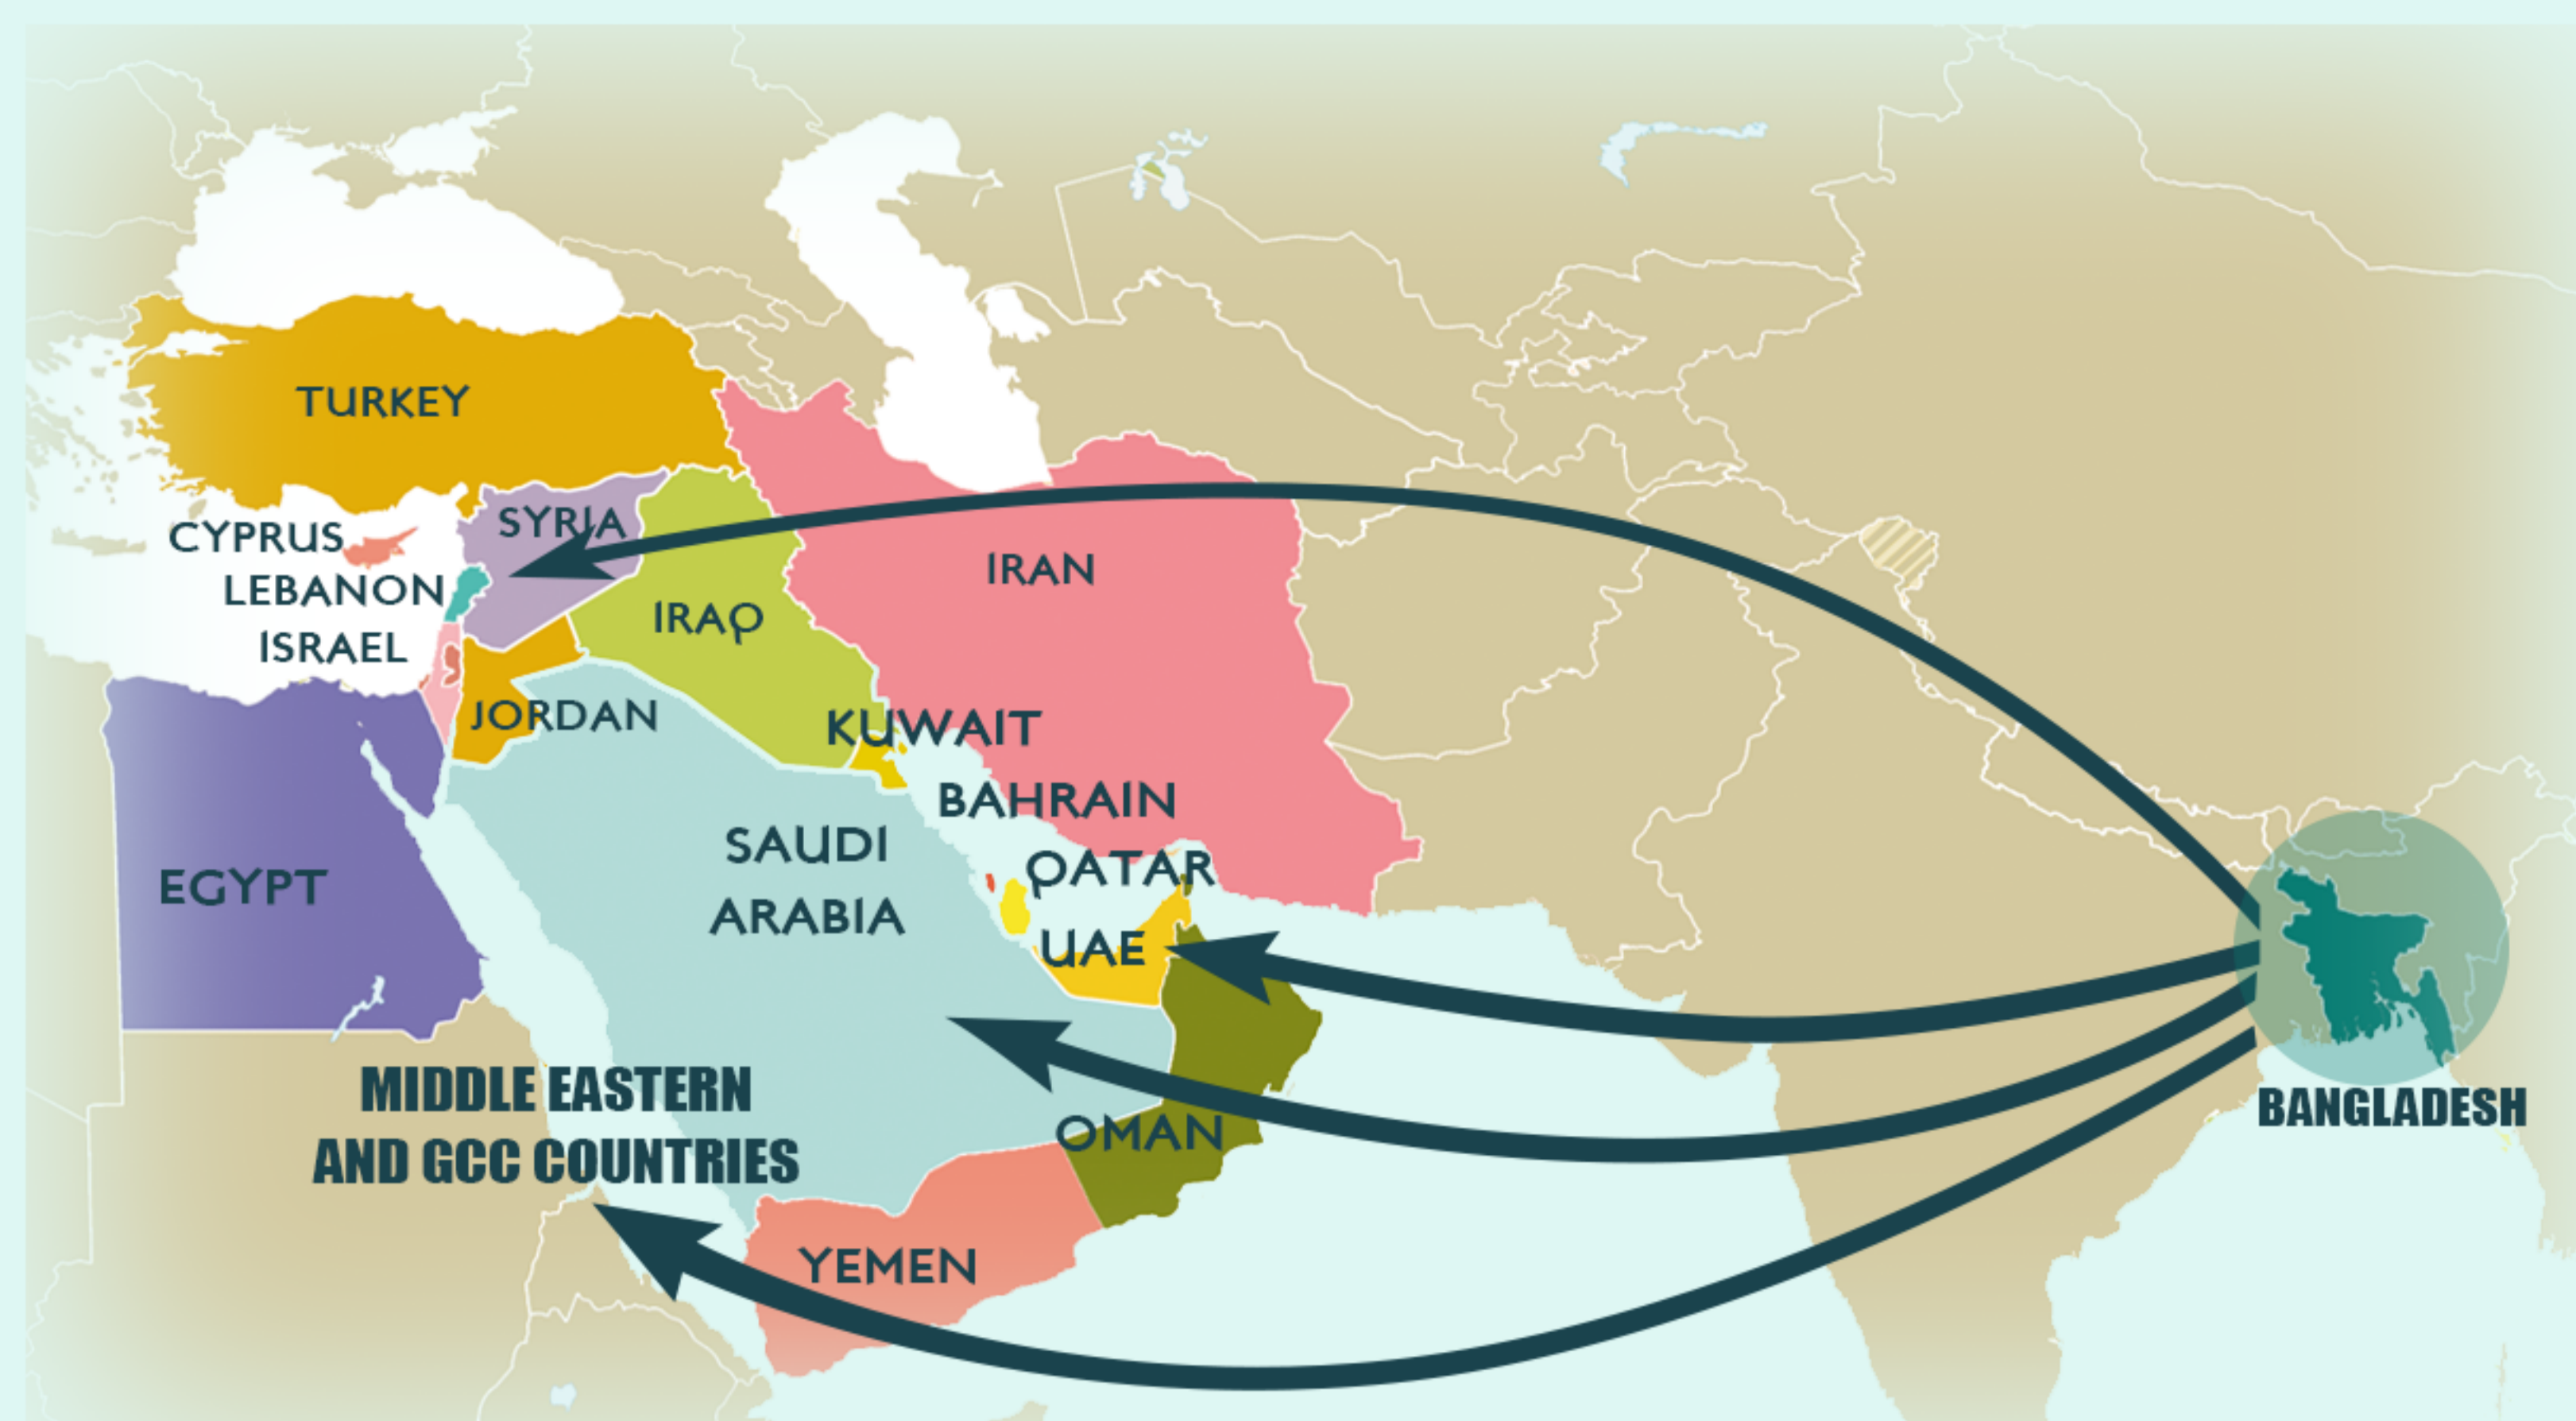 TURKEY
CYPRUS
SYRIA
LEBANON
ISRAEL
IRAQ
IRAN
JORDAN
KUWAIT
BAHRAIN
SAUDI
ARABIA
QATAR
EGYPT
UAE
MIDDLE EASTERN
AND GCC COUNTRIES
OMAN
BANGLADESH
YEMEN